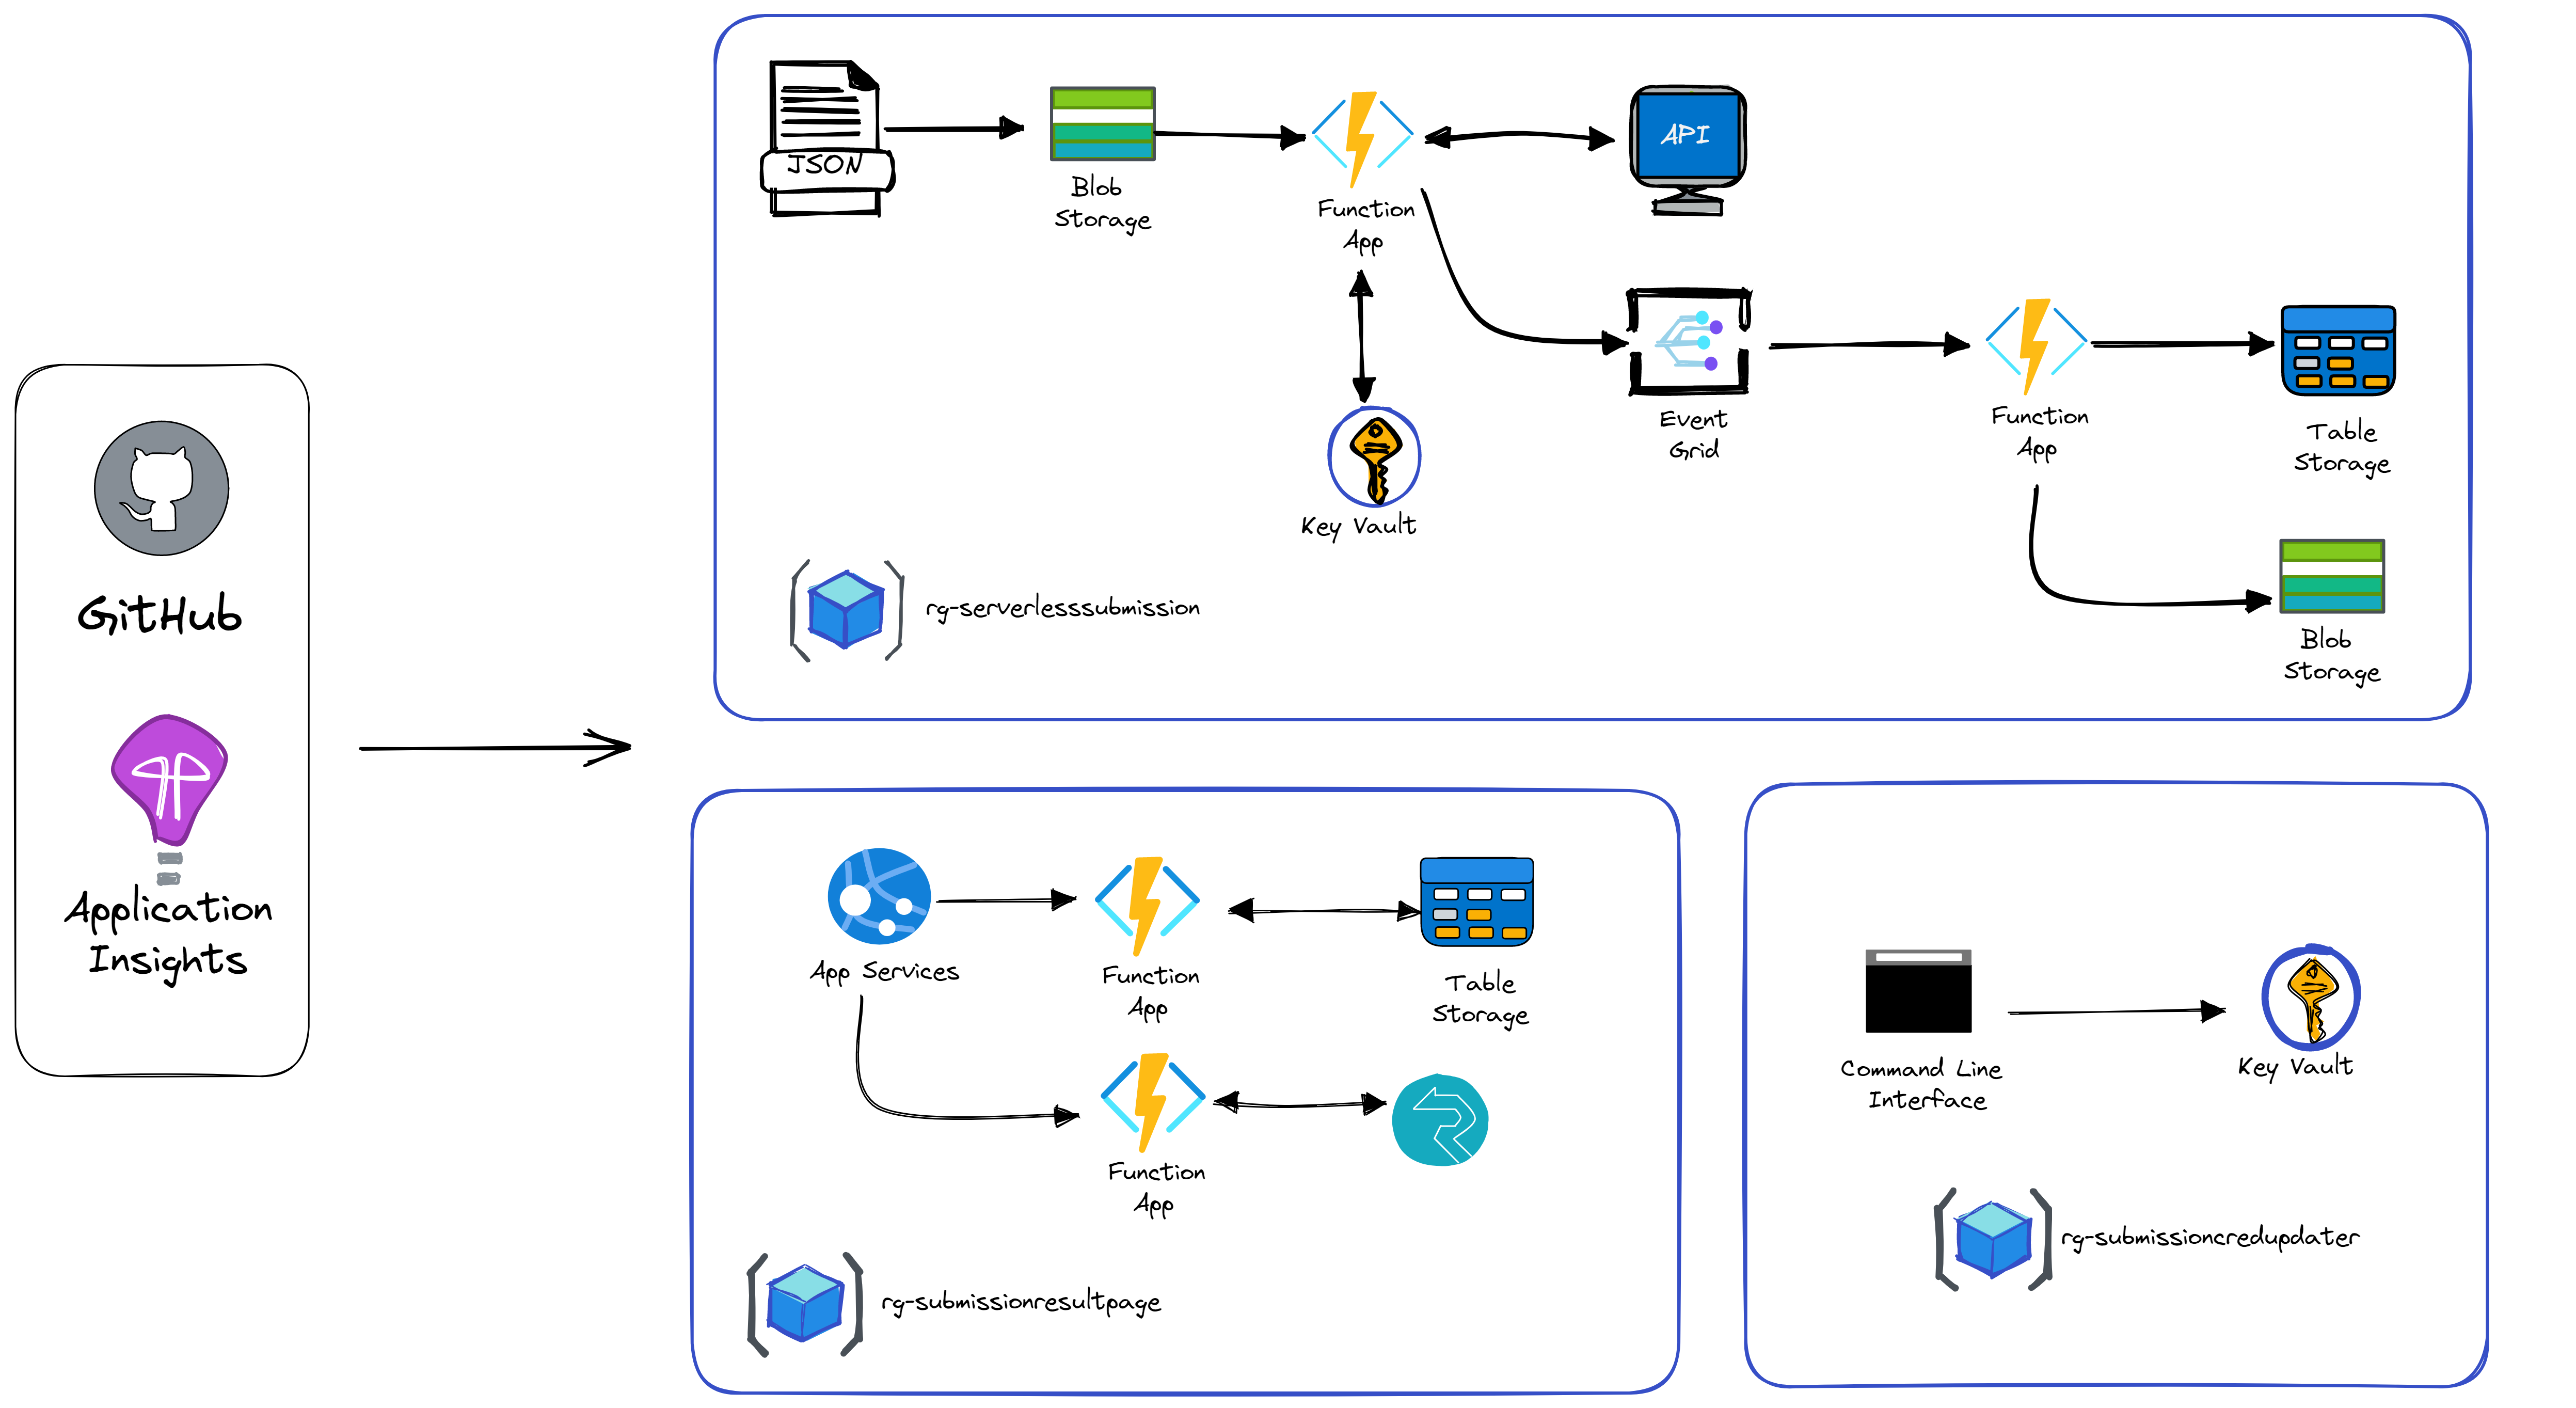 GitHub
Application
Insights
JSON
Blob
Storage
Function
App
API
Key Vault
Event
Grid
Function
App
Table
Storage
Blob
Storage
rg-serverlesssubmission
App Services
Function
App
Table
Storage
Function
App
rg-submissionresultpage
Command Line
Interface
Key Vault
rg-submissioncredupdater